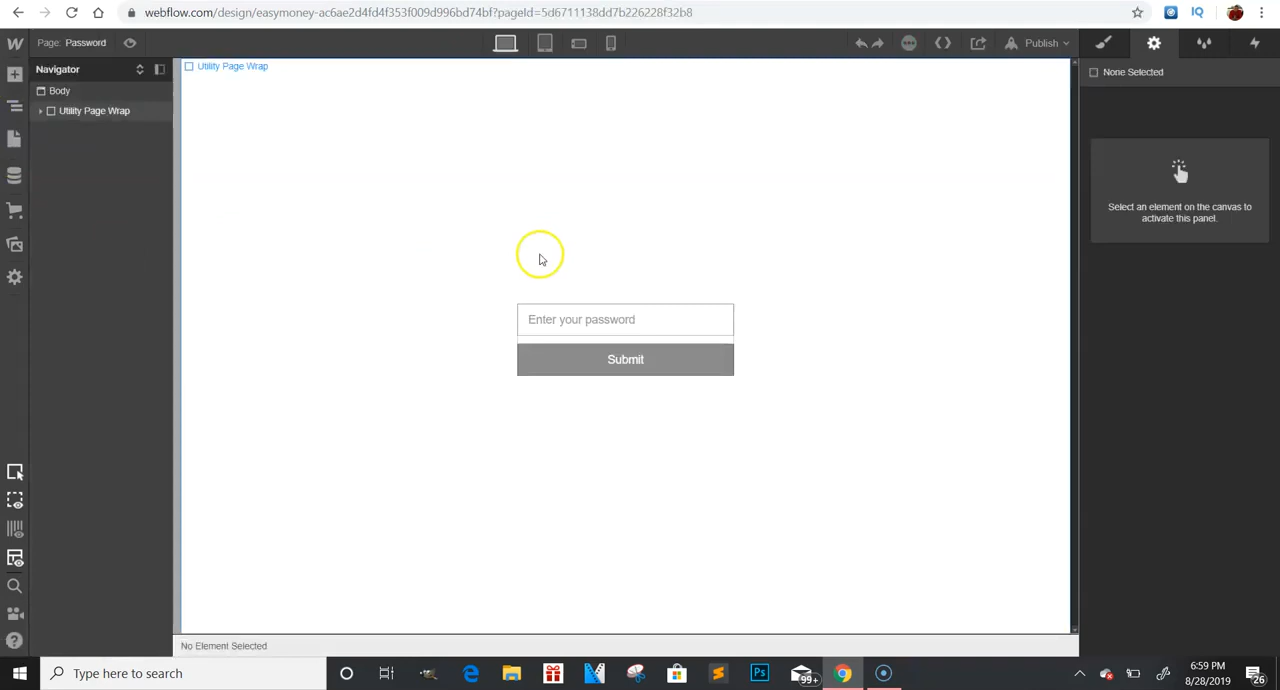 webflow.com/design/easymoney-ac6ae2d4fd4f353f009d996bd74bf?pageId=5d6711138dd7b226228f32b8
Page: Password
Publish
Navigator
Utility Page Wrap
None Selected
Body
Utility Page Wrap
Select an element on the canvas to
activate this panel.
Enter your password
Submit
No Element Selected
Type here to search
99+
6:59 PM
8/28/2019
26